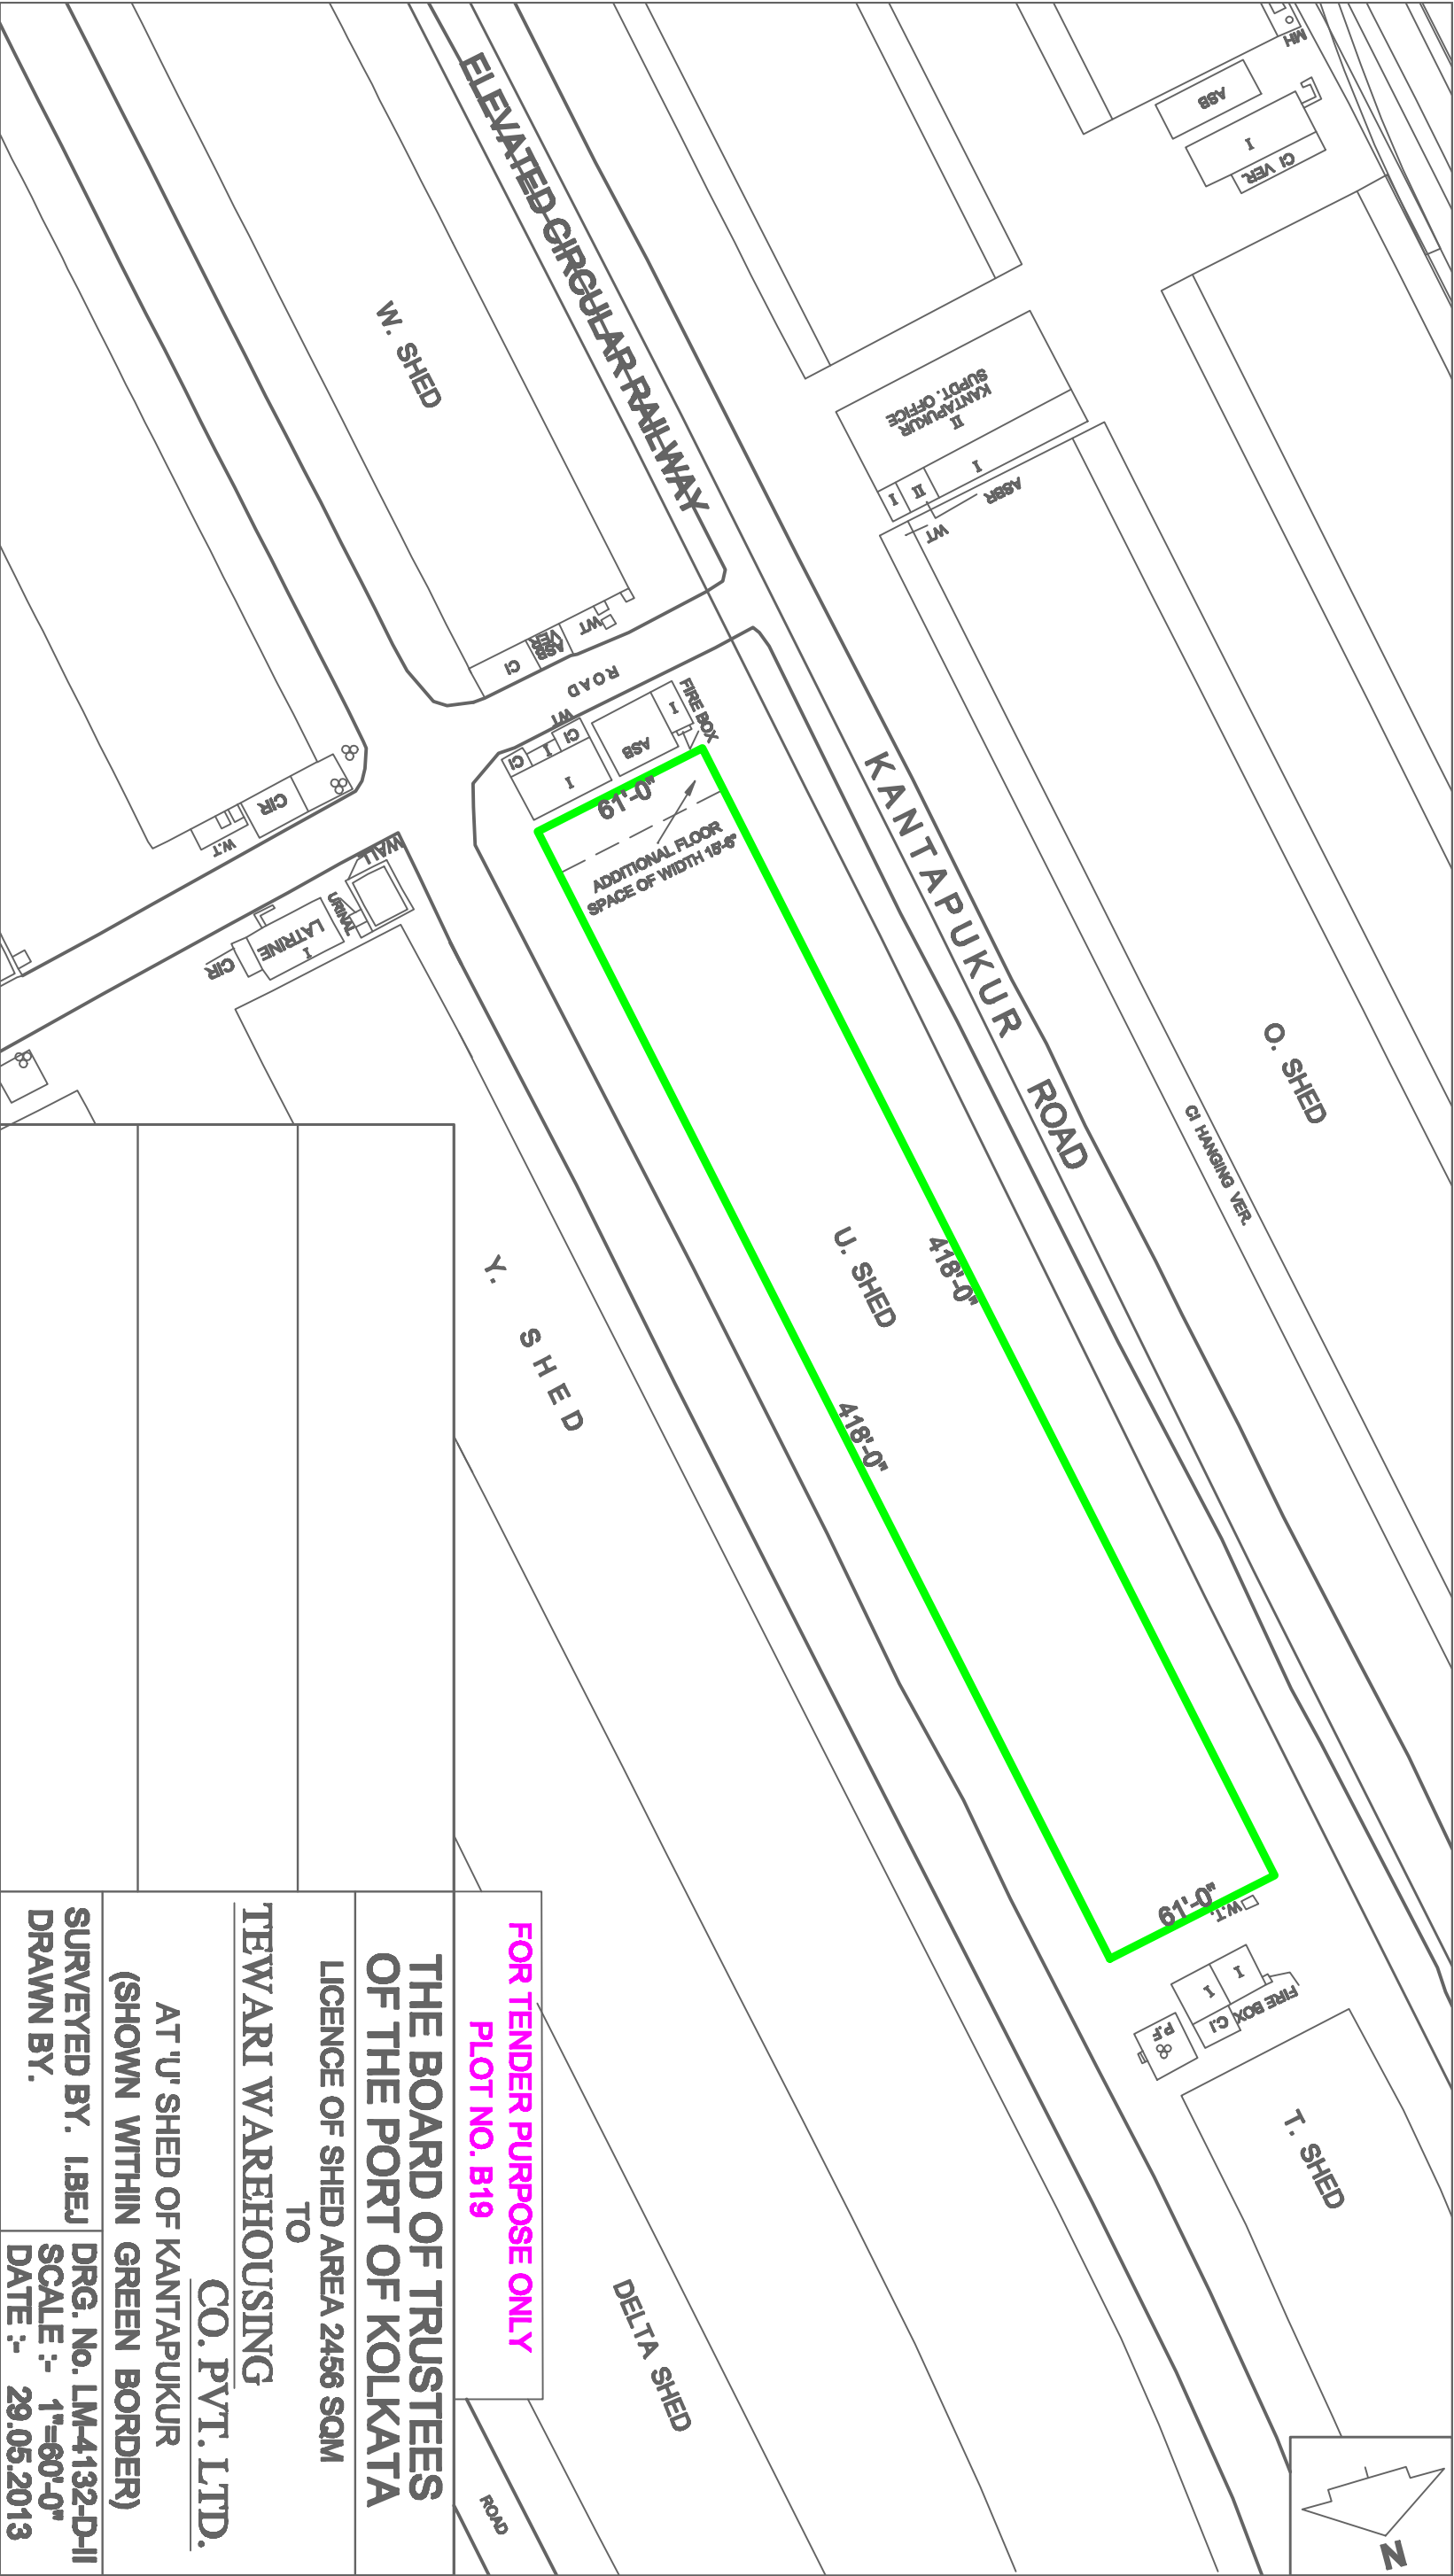 MH
ASB
I
CI VER.
ELEVATED CIRCULAR RAILWAY
W. SHED
KANTAPUKUR
SUPDT. OFFICE
II
I
II
I
ASBR
WT
WT
ASB
VER
CI
ROAD
FIRE BOX
I
ASB
WT
CI
I
CI
I
61'-0"
ADDITIONAL FLOOR
SPACE OF WIDTH 15'-6"
KANTAPUKUR ROAD
O. SHED
CI HANGING VER.
CIR
W.T
WALL
URINAL
LATRINE
I
CIR
U. SHED
418'-0"
418'-0"
Y. SHED
61'-0"
W.T.
I
I
FIRE BOX
C.I
P.F
T. SHED
DELTA SHED
ROAD
N
FOR TENDER PURPOSE ONLY
PLOT NO. B19
THE BOARD OF TRUSTEES
OF THE PORT OF KOLKATA
LICENCE OF SHED AREA 2456 SQM
TO
TEWARI WAREHOUSING
CO. PVT. LTD.
AT 'U' SHED OF KANTAPUKUR
(SHOWN WITHIN GREEN BORDER)
SURVEYED BY. I.BEJ
DRAWN BY.
DRG. No. LM-4132-D-II
SCALE :- 1"=60'-0"
DATE :- 29.05.2013